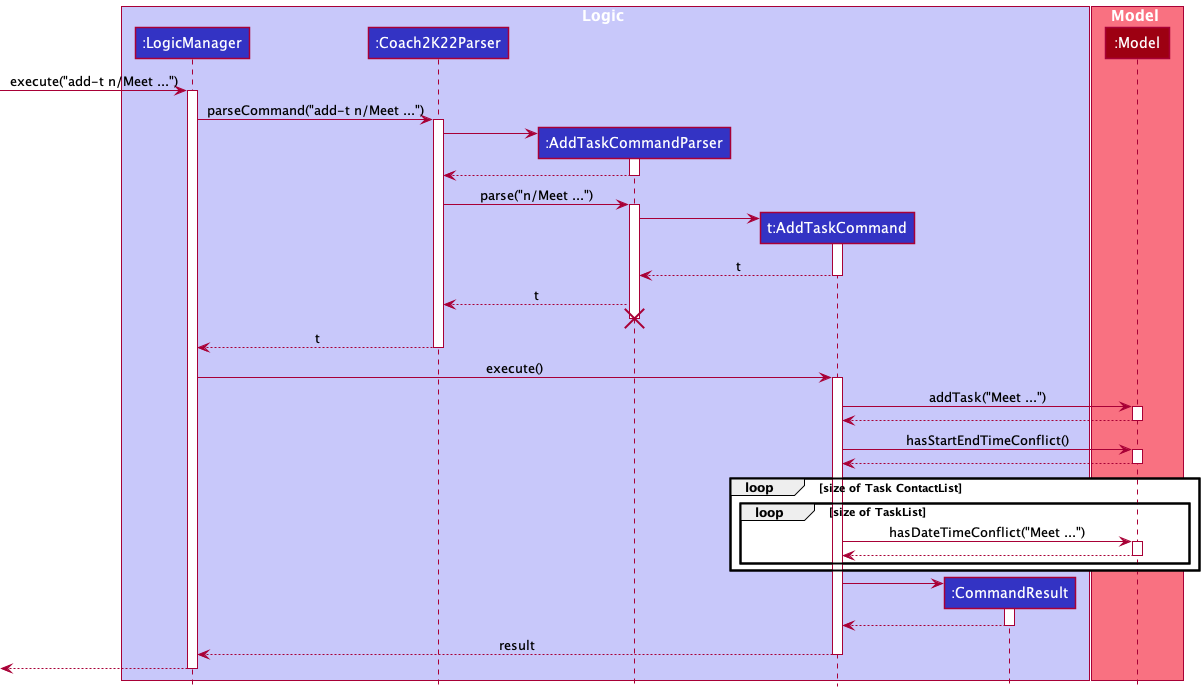 Logic
Model
:LogicManager
:Coach2K22Parser
:Model
execute("add-t n/Meet ...")
parseCommand("add-t n/Meet ...")
:AddTaskCommandParser
parse("n/Meet ...")
t:AddTaskCommand
t
t
t
execute()
addTask("Meet ...")
hasStartEndTimeConflict()
loop [size of Task ContactList]
loop [size of TaskList]
hasDateTimeConflict("Meet ...")
:CommandResult
result